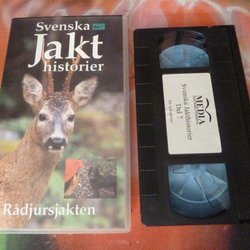 Svenska
Jakt
historier
Rådjursjakten
MEDIA
Svenska Jakthistorier
Del 7